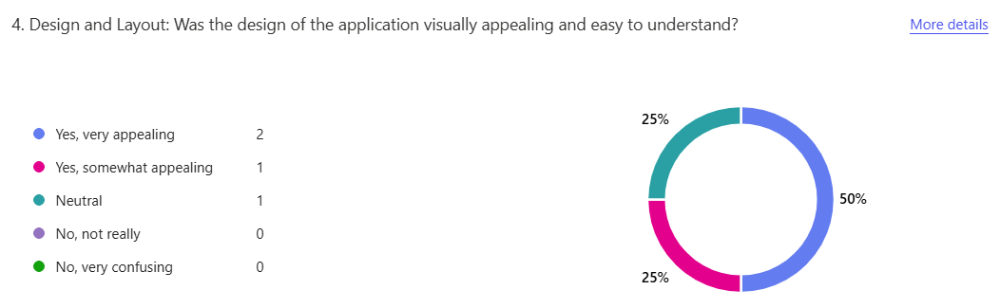 4. Design and Layout: Was the design of the application visually appealing and easy to understand?
More details
Yes, very appealing 2
Yes, somewhat appealing 1
Neutral 1
No, not really 0
No, very confusing 0
25%
50%
25%